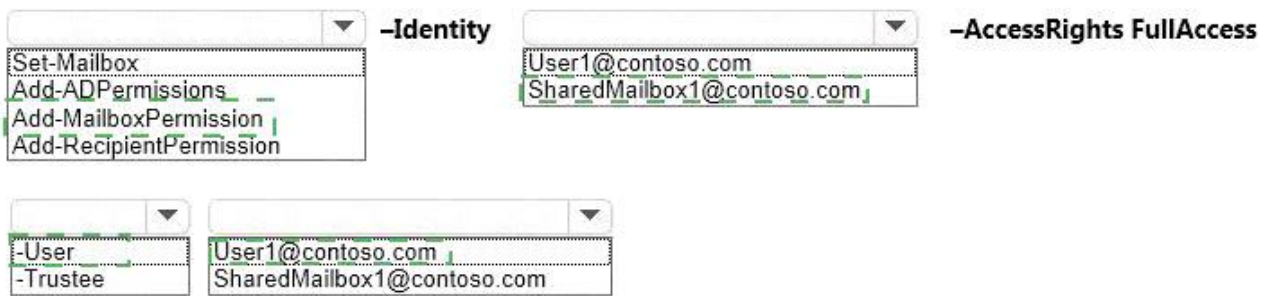 –Identity –AccessRights FullAccess
Set-Mailbox User1@contoso.com
Add-ADPermissions SharedMailbox1@contoso.com
Add-MailboxPermission
Add-RecipientPermission
-User User1@contoso.com
-Trustee SharedMailbox1@contoso.com